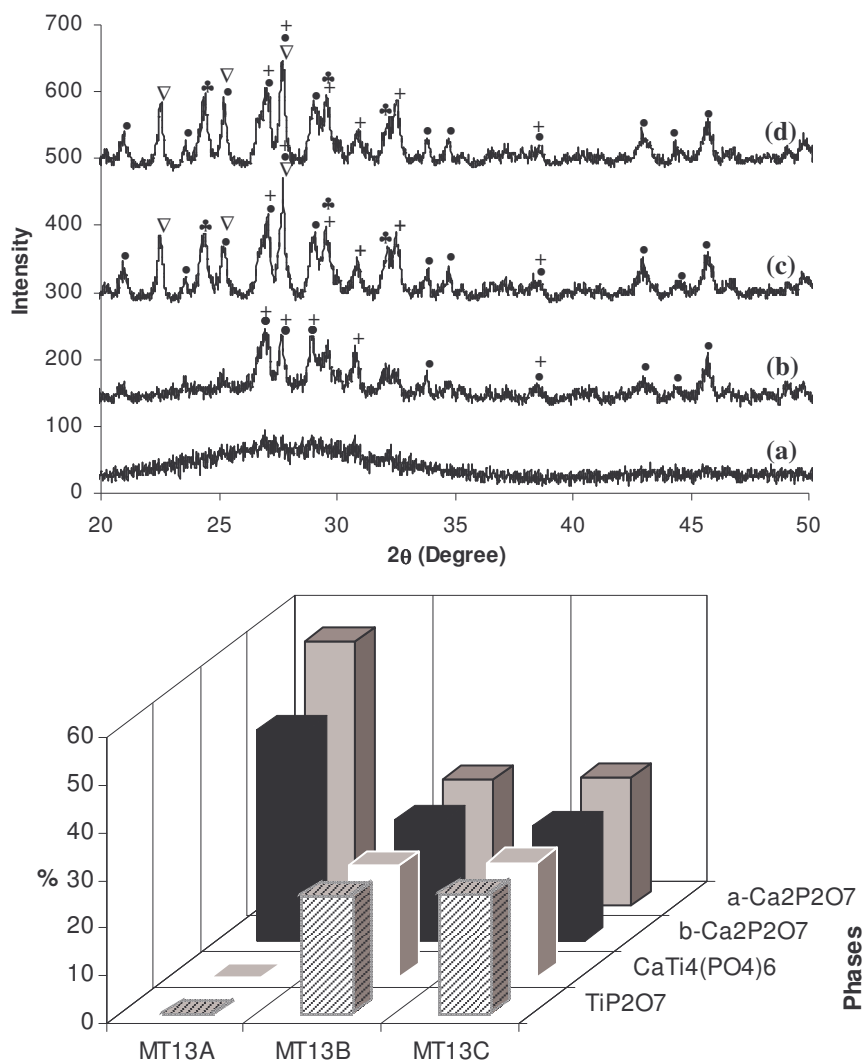 700
600
500
400
300
200
100
0
Intensity
(d)
(c)
(b)
(a)
20 25 30 35 40 45 50
2θ (Degree)
60
50
40
30
20
10
0
%
a-Ca2P2O7
b-Ca2P2O7
CaTi4(PO4)6
TiP2O7
Phases
MT13A MT13B MT13C